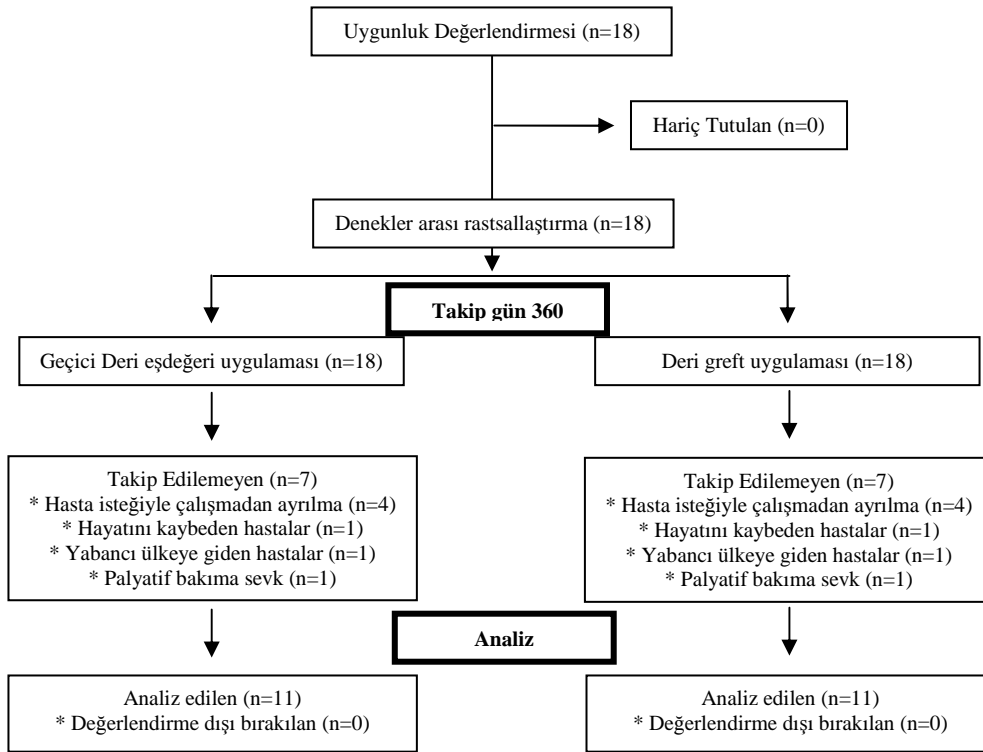 Uygunluk Değerlendirmesi (n=18)
Hariç Tutulan (n=0)
Denekler arası rastsallaştırma (n=18)
Takip gün 360
Geçici Deri eşdeğeri uygulaması (n=18)
Deri greft uygulaması (n=18)
Takip Edilemeyen (n=7)
* Hasta isteğiyle çalışmadan ayrılma (n=4)
* Hayatını kaybeden hastalar (n=1)
* Yabancı ülkeye giden hastalar (n=1)
* Palyatif bakıma sevk (n=1)
Takip Edilemeyen (n=7)
* Hasta isteğiyle çalışmadan ayrılma (n=4)
* Hayatını kaybeden hastalar (n=1)
* Yabancı ülkeye giden hastalar (n=1)
* Palyatif bakıma sevk (n=1)
Analiz
Analiz edilen (n=11)
* Değerlendirme dışı bırakılan (n=0)
Analiz edilen (n=11)
* Değerlendirme dışı bırakılan (n=0)